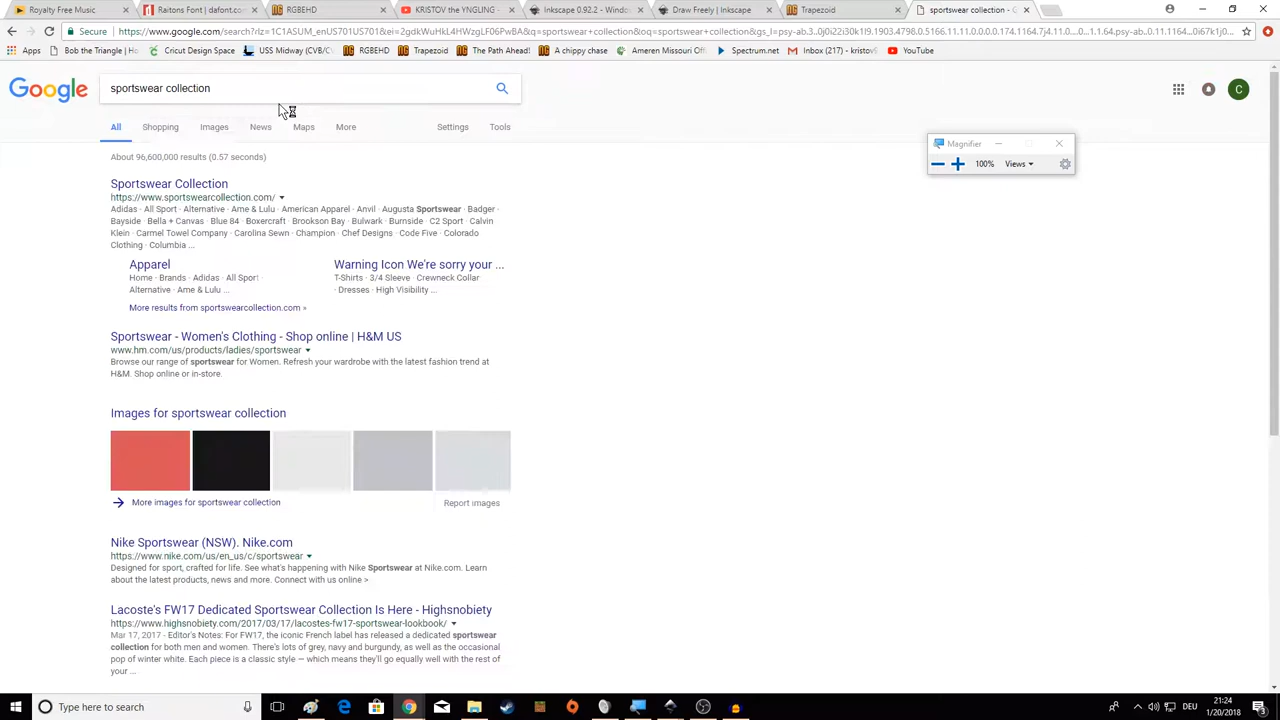 Royalty Free Music
Raitons Font | dafont.com
RGBEHD
KRISTOV the YNGLING -
Inkscape 0.92.2 - Windows
Draw Freely | Inkscape
Trapezoid
sportswear collection - G
Secure
Apps
Bob the Triangle | Ho
Cricut Design Space
USS Midway (CVB/C
RGBEHD
Trapezoid
The Path Ahead!
A chippy chase
Ameren Missouri Off
Spectrum.net
Inbox (217) - kristov9
YouTube
Google
sportswear collection
All
Shopping
Images
News
Maps
More
Settings
Tools
Magnifier
100%
Views
About 96,600,000 results (0.57 seconds)
Sportswear Collection
https://www.sportswearcollection.com/
Adidas · All Sport · Alternative · Ame & Lulu · American Apparel · Anvil · Augusta Sportswear · Badger ·
Bayside · Bella + Canvas · Blue 84 · Boxercraft · Brookson Bay · Bulwark · Burnside · C2 Sport · Calvin
Klein · Carmel Towel Company · Carolina Sewn · Champion · Chef Designs · Code Five · Colorado
Clothing · Columbia ...
Apparel
Home · Brands · Adidas · All Sport ·
Alternative · Ame & Lulu ...
Warning Icon We're sorry your ...
T-Shirts · 3/4 Sleeve · Crewneck Collar
· Dresses · High Visibility ...
More results from sportswearcollection.com »
Sportswear - Women's Clothing - Shop online | H&M US
www.hm.com/us/products/ladies/sportswear
Browse our range of sportswear for Women. Refresh your wardrobe with the latest fashion trend at
H&M. Shop online or in-store.
Images for sportswear collection
More images for sportswear collection
Report images
Nike Sportswear (NSW). Nike.com
https://www.nike.com/us/en_us/c/sportswear
Designed for sport, crafted for life. See what's happening with Nike Sportswear at Nike.com. Learn
about the latest products, news and more. Connect with us online >
Lacoste's FW17 Dedicated Sportswear Collection Is Here - Highsnobiety
https://www.highsnobiety.com/2017/03/17/lacostes-fw17-sportswear-lookbook/
Mar 17, 2017 - Editor's Notes: For FW17, the iconic French label has released a dedicated sportswear
collection for both men and women. There's lots of grey, navy and burgundy, as well as the occasional
pop of winter white. Each piece is a classic style — which means they'll go equally well with the rest of
your ...
Type here to search
DEU
21:24
1/20/2018